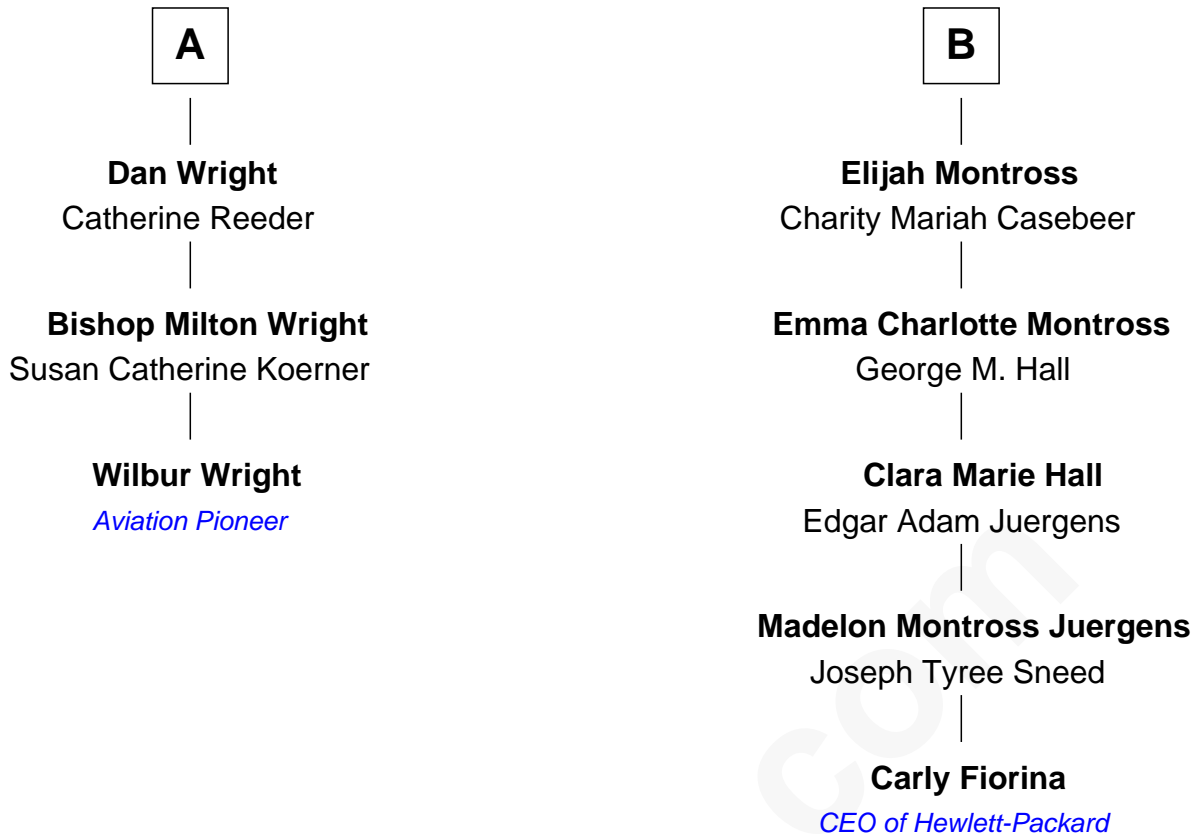 A
Dan Wright
Catherine Reeder
Bishop Milton Wright
Susan Catherine Koerner
Wilbur Wright
Aviation Pioneer
B
Elijah Montross
Charity Mariah Casebeer
Emma Charlotte Montross
George M. Hall
Clara Marie Hall
Edgar Adam Juergens
Madelon Montross Juergens
Joseph Tyree Sneed
Carly Fiorina
CEO of Hewlett-Packard
com